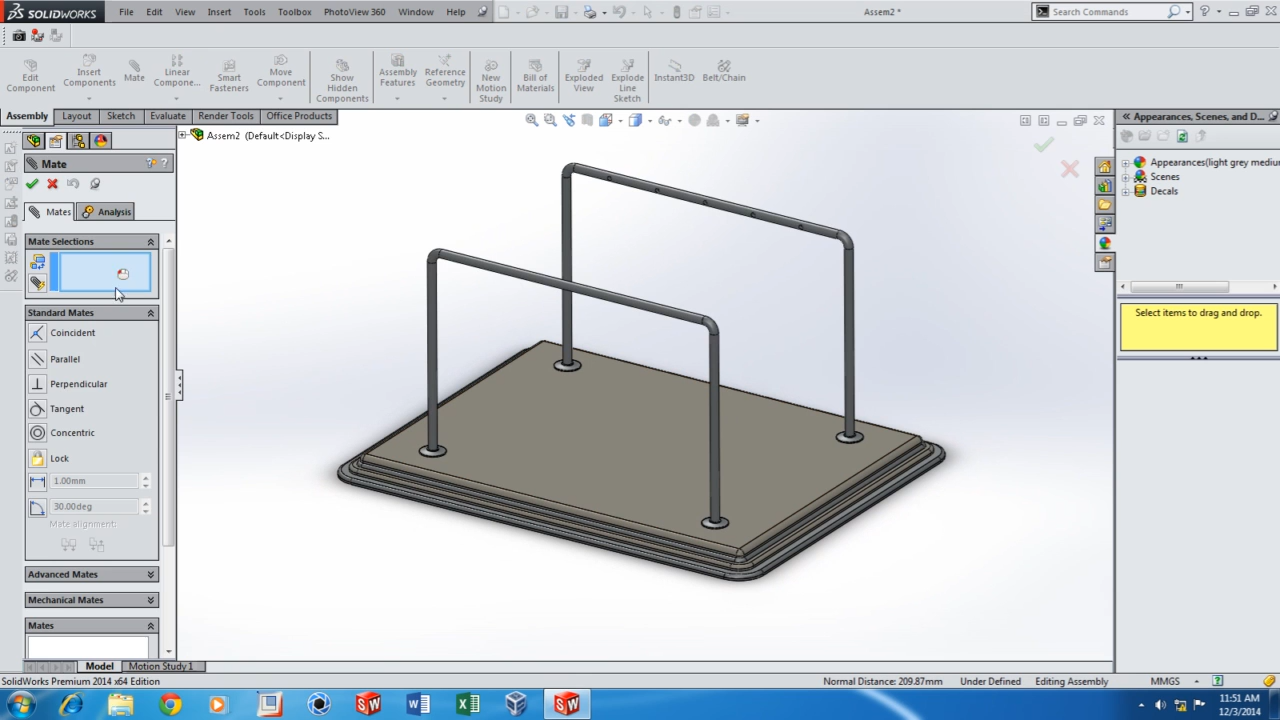 SOLIDWORKS File Edit View Insert Tools Toolbox PhotoView 360 Window Help Assem2 * Search Commands
Edit Component
Insert Components
Mate
Linear Compone...
Smart Fasteners
Move Component
Show Hidden Components
Assembly Features
Reference Geometry
New Motion Study
Bill of Materials
Exploded View
Explode Line Sketch
Instant3D
Belt/Chain
Assembly Layout Sketch Evaluate Render Tools Office Products
Assem2 (Default<Display S...
Appearances, Scenes, and D...
Mate
Mates Analysis
Mate Selections
Standard Mates
Coincident
Parallel
Perpendicular
Tangent
Concentric
Lock
1.00mm
30.00deg
Mate alignment:
Advanced Mates
Mechanical Mates
Mates
Appearances(light grey mediu
Scenes
Decals
Select items to drag and drop.
Model Motion Study 1
SolidWorks Premium 2014 x64 Edition Normal Distance: 209.87mm Under Defined Editing Assembly MMGS
11:51 AM
12/3/2014